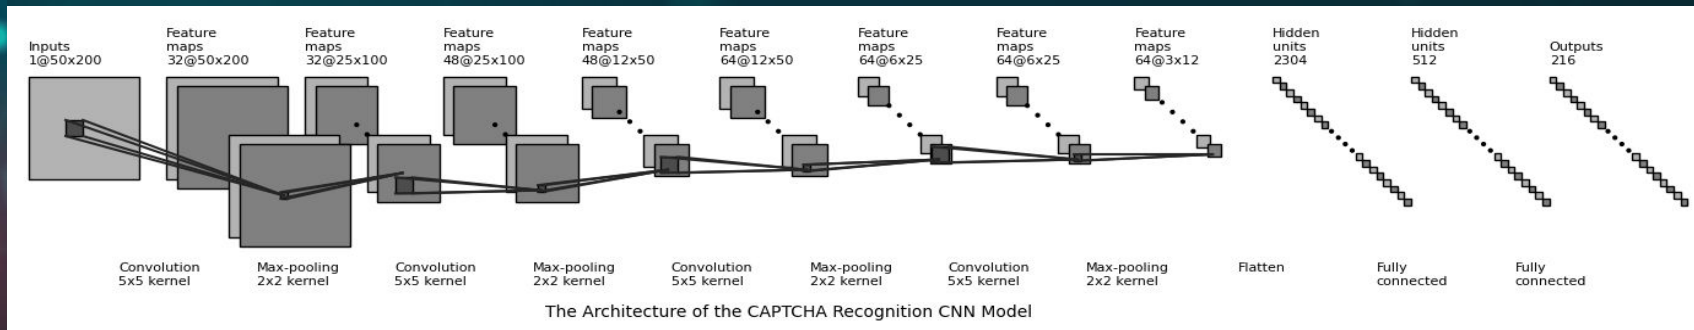 Inputs
1@50x200
Feature
maps
32@50x200
Feature
maps
32@25x100
Feature
maps
48@25x100
Feature
maps
48@12x50
Feature
maps
64@12x50
Feature
maps
64@6x25
Feature
maps
64@6x25
Feature
maps
64@3x12
Hidden
units
2304
Hidden
units
512
Outputs
216
Convolution
5x5 kernel
Max-pooling
2x2 kernel
Convolution
5x5 kernel
Max-pooling
2x2 kernel
Convolution
5x5 kernel
Max-pooling
2x2 kernel
Convolution
5x5 kernel
Max-pooling
2x2 kernel
Flatten
Fully
connected
Fully
connected
The Architecture of the CAPTCHA Recognition CNN Model